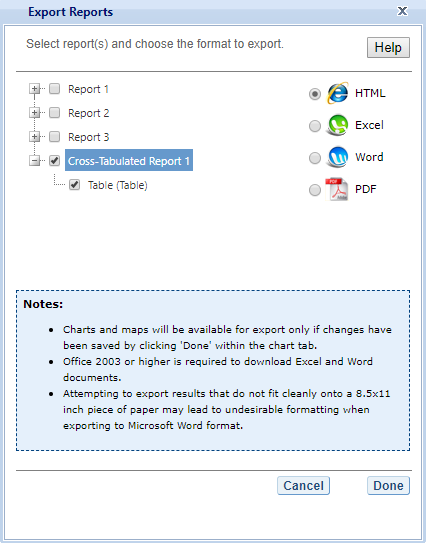 Export Reports
Select report(s) and choose the format to export.
Help
Report 1
Report 2
Report 3
Cross-Tabulated Report 1
Table (Table)
HTML
Excel
Word
PDF
Notes:
• Charts and maps will be available for export only if changes have
been saved by clicking 'Done' within the chart tab.
• Office 2003 or higher is required to download Excel and Word
documents.
• Attempting to export results that do not fit cleanly onto a 8.5x11
inch piece of paper may lead to undesirable formatting when
exporting to Microsoft Word format.
Cancel
Done